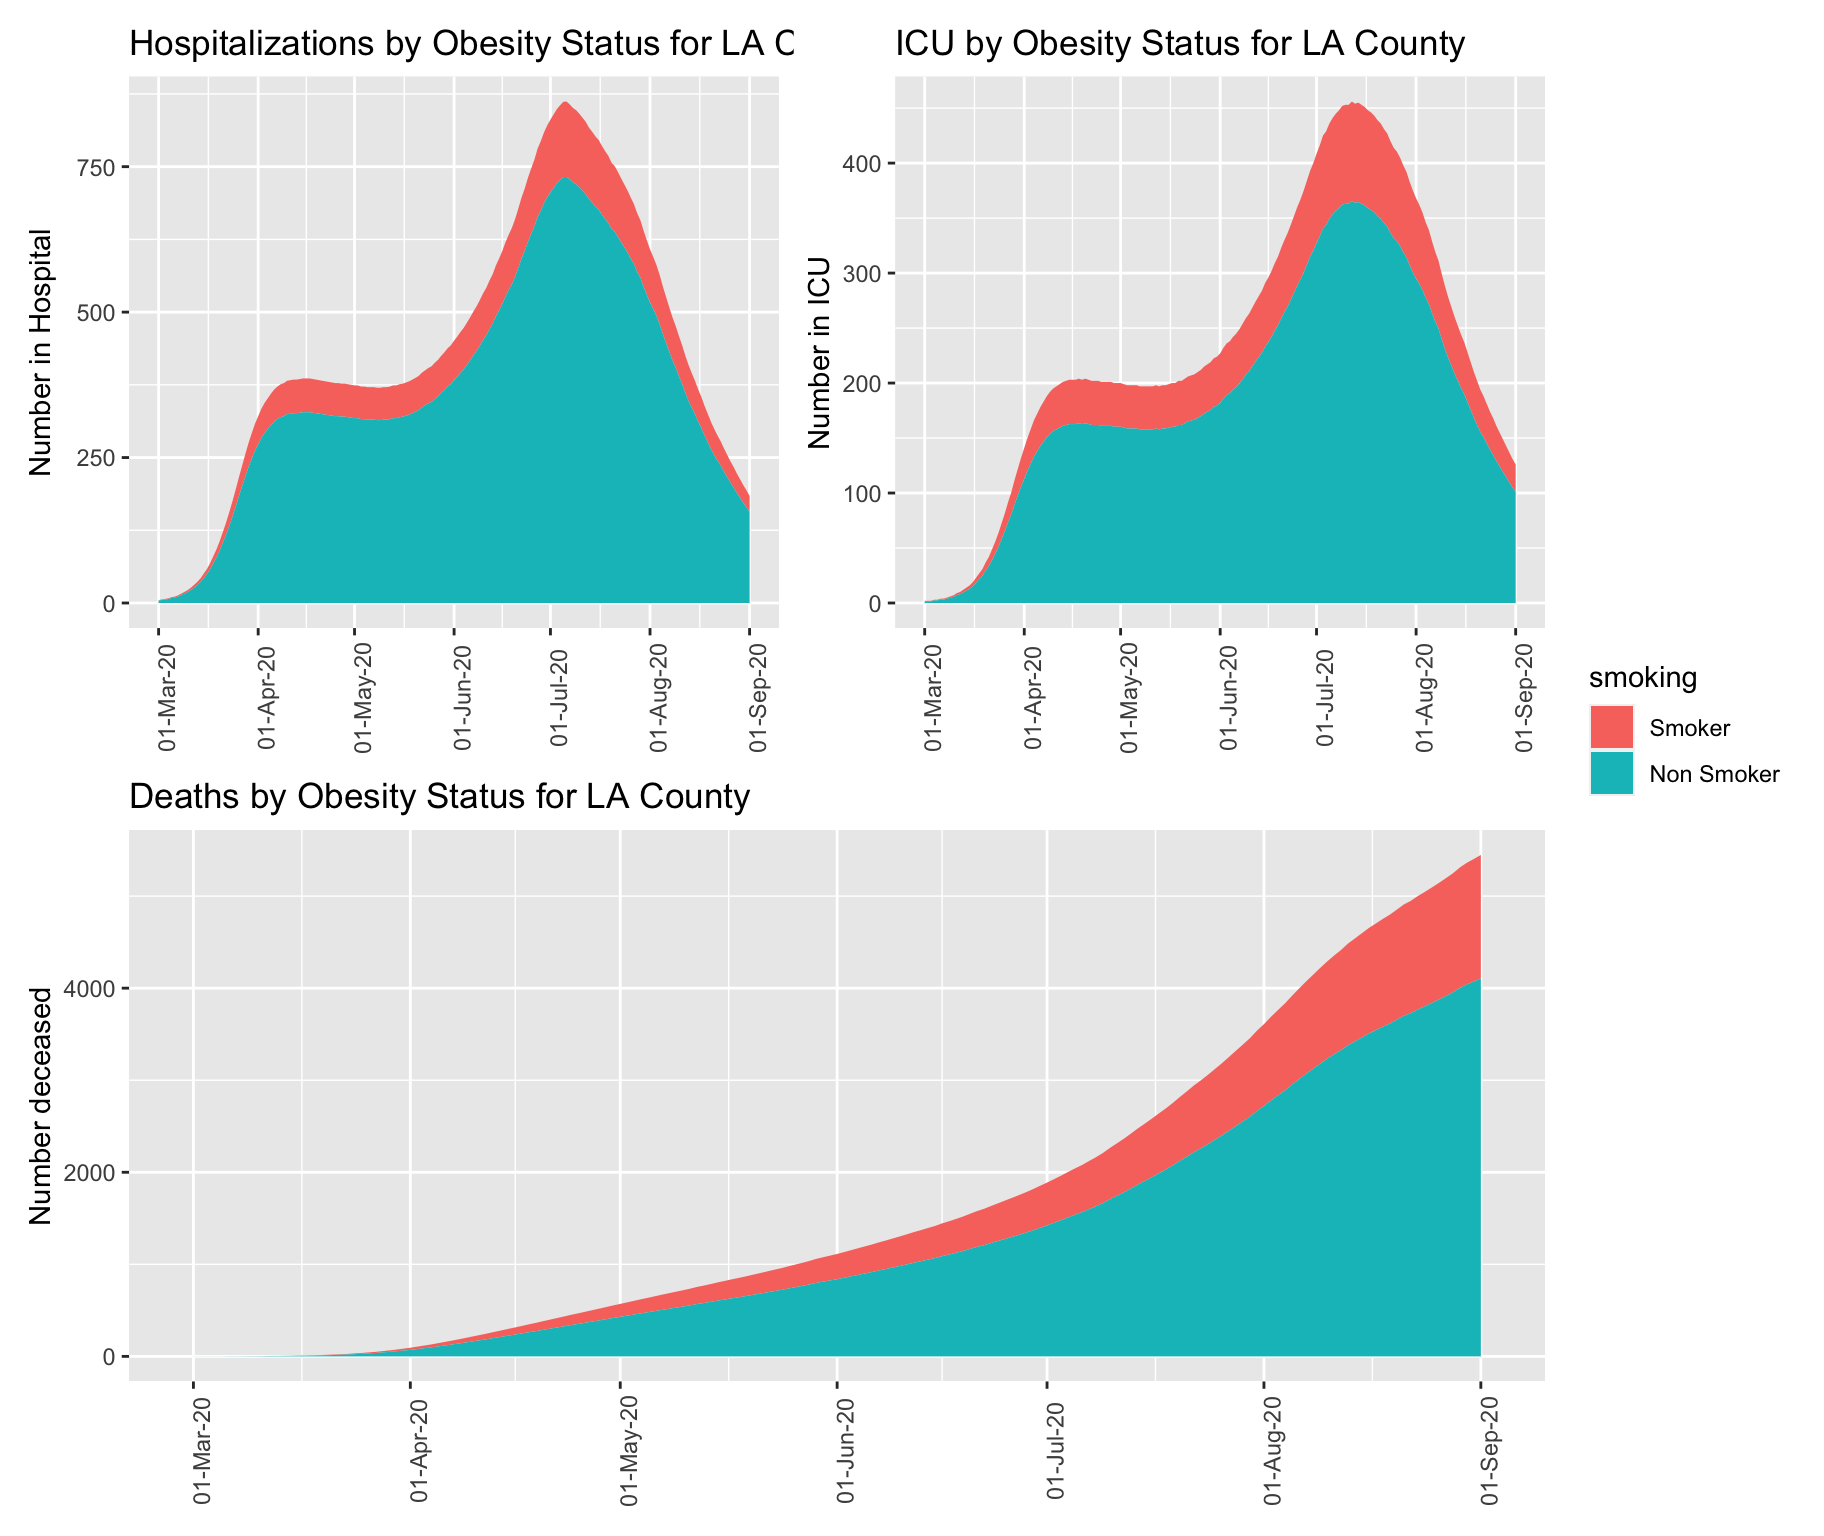 Hospitalizations by Obesity Status for LA C
Number in Hospital
750
500
250
0
01-Mar-20
01-Apr-20
01-May-20
01-Jun-20
01-Jul-20
01-Aug-20
01-Sep-20
ICU by Obesity Status for LA County
Number in ICU
400
300
200
100
0
01-Mar-20
01-Apr-20
01-May-20
01-Jun-20
01-Jul-20
01-Aug-20
01-Sep-20
smoking
Smoker
Non Smoker
Deaths by Obesity Status for LA County
Number deceased
4000
2000
0
01-Mar-20
01-Apr-20
01-May-20
01-Jun-20
01-Jul-20
01-Aug-20
01-Sep-20